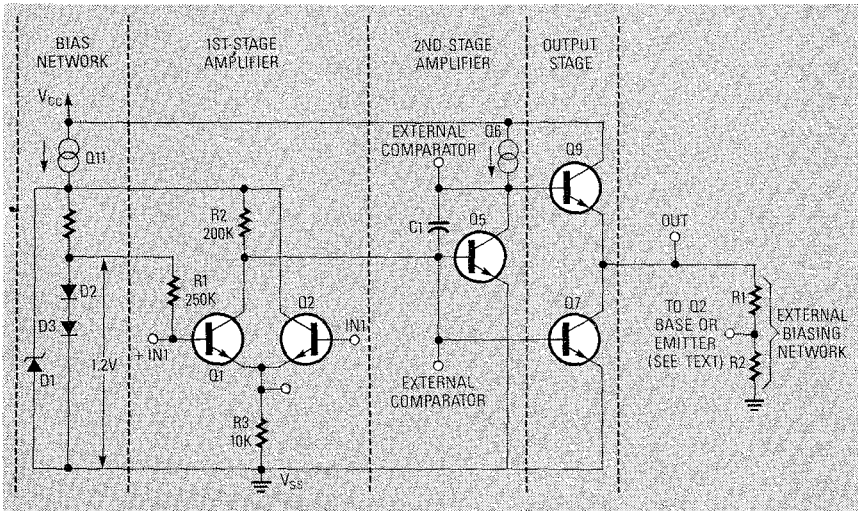 BIAS
NETWORK
1ST-STAGE
AMPLIFIER
2ND-STAGE
AMPLIFIER
OUTPUT
STAGE
VCC
Q11
R2
200K
R1
250K
D2
D3
D1
1.2V
+ IN1
Q1
Q2
IN1
R3
10K
VSS
EXTERNAL
COMPARATOR
Q6
C1
Q5
EXTERNAL
COMPARATOR
Q9
Q7
OUT
R1
TO Q2
BASE OR
EMITTER
(SEE TEXT)
R2
EXTERNAL
BIASING
NETWORK